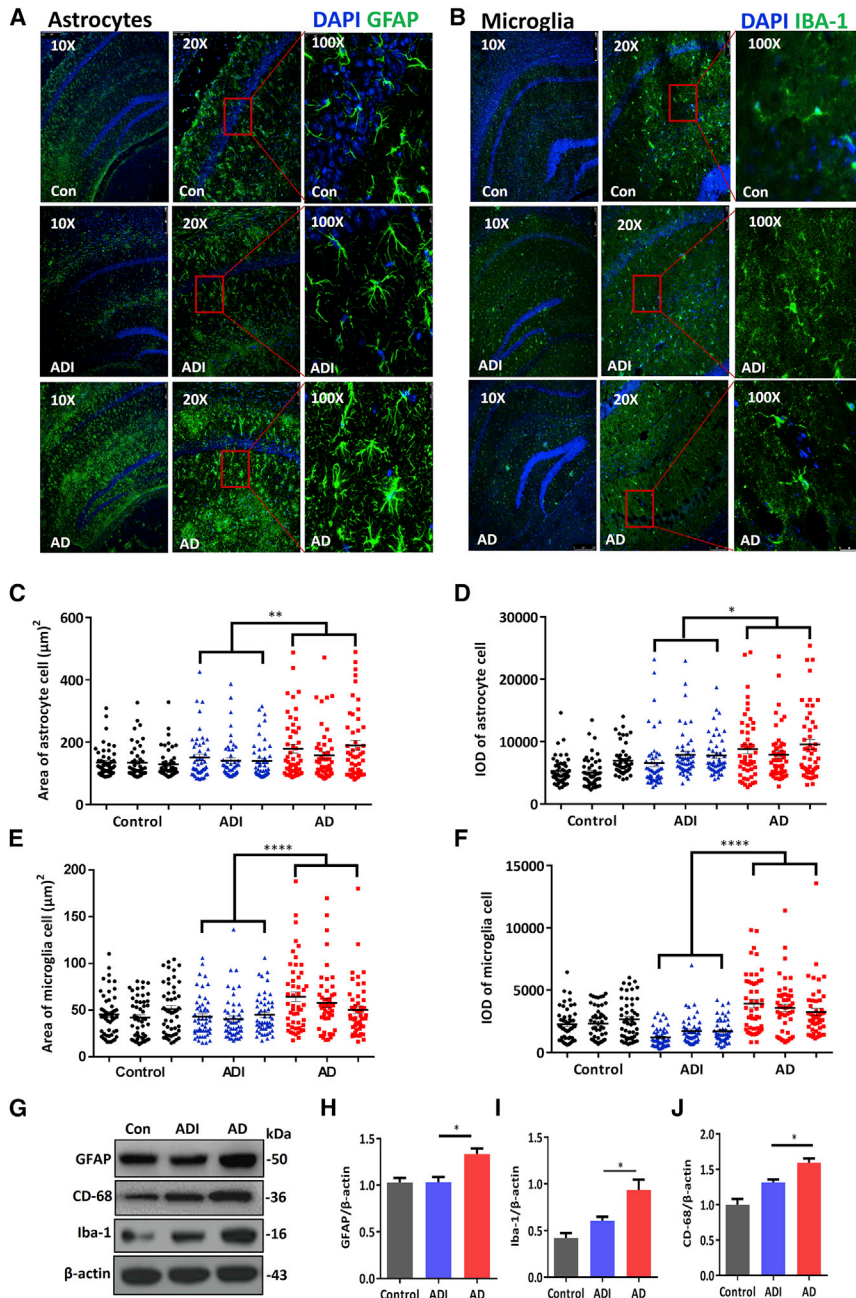 A Astrocytes DAPI GFAP
10X 20X 100X
Con Con Con
10X 20X 100X
ADI ADI ADI
10X 20X 100X
AD AD AD
B Microglia DAPI IBA-1
10X 20X 100X
Con Con Con
10X 20X 100X
ADI ADI ADI
10X 20X 100X
AD AD AD
C
Area of astrocyte cell (μm)²
600
400
200
0
**
Control ADI AD
D
IOD of astrocyte cell
30000
20000
10000
0
*
Control ADI AD
E
Area of microglia cell (μm)²
200
150
100
50
0
****
Control ADI AD
F
IOD of microglia cell
15000
10000
5000
0
****
Control ADI AD
G
Con ADI AD kDa
GFAP -50
CD-68 -36
Iba-1 -16
β-actin -43
H
GFAP/β-actin
1.5
1.0
0.5
0.0
*
Control ADI AD
I
Iba-1/β-actin
1.5
1.0
0.5
0
*
Control ADI AD
J
CD-68/β-actin
2.0
1.5
1.0
0.5
0.0
*
Control ADI AD